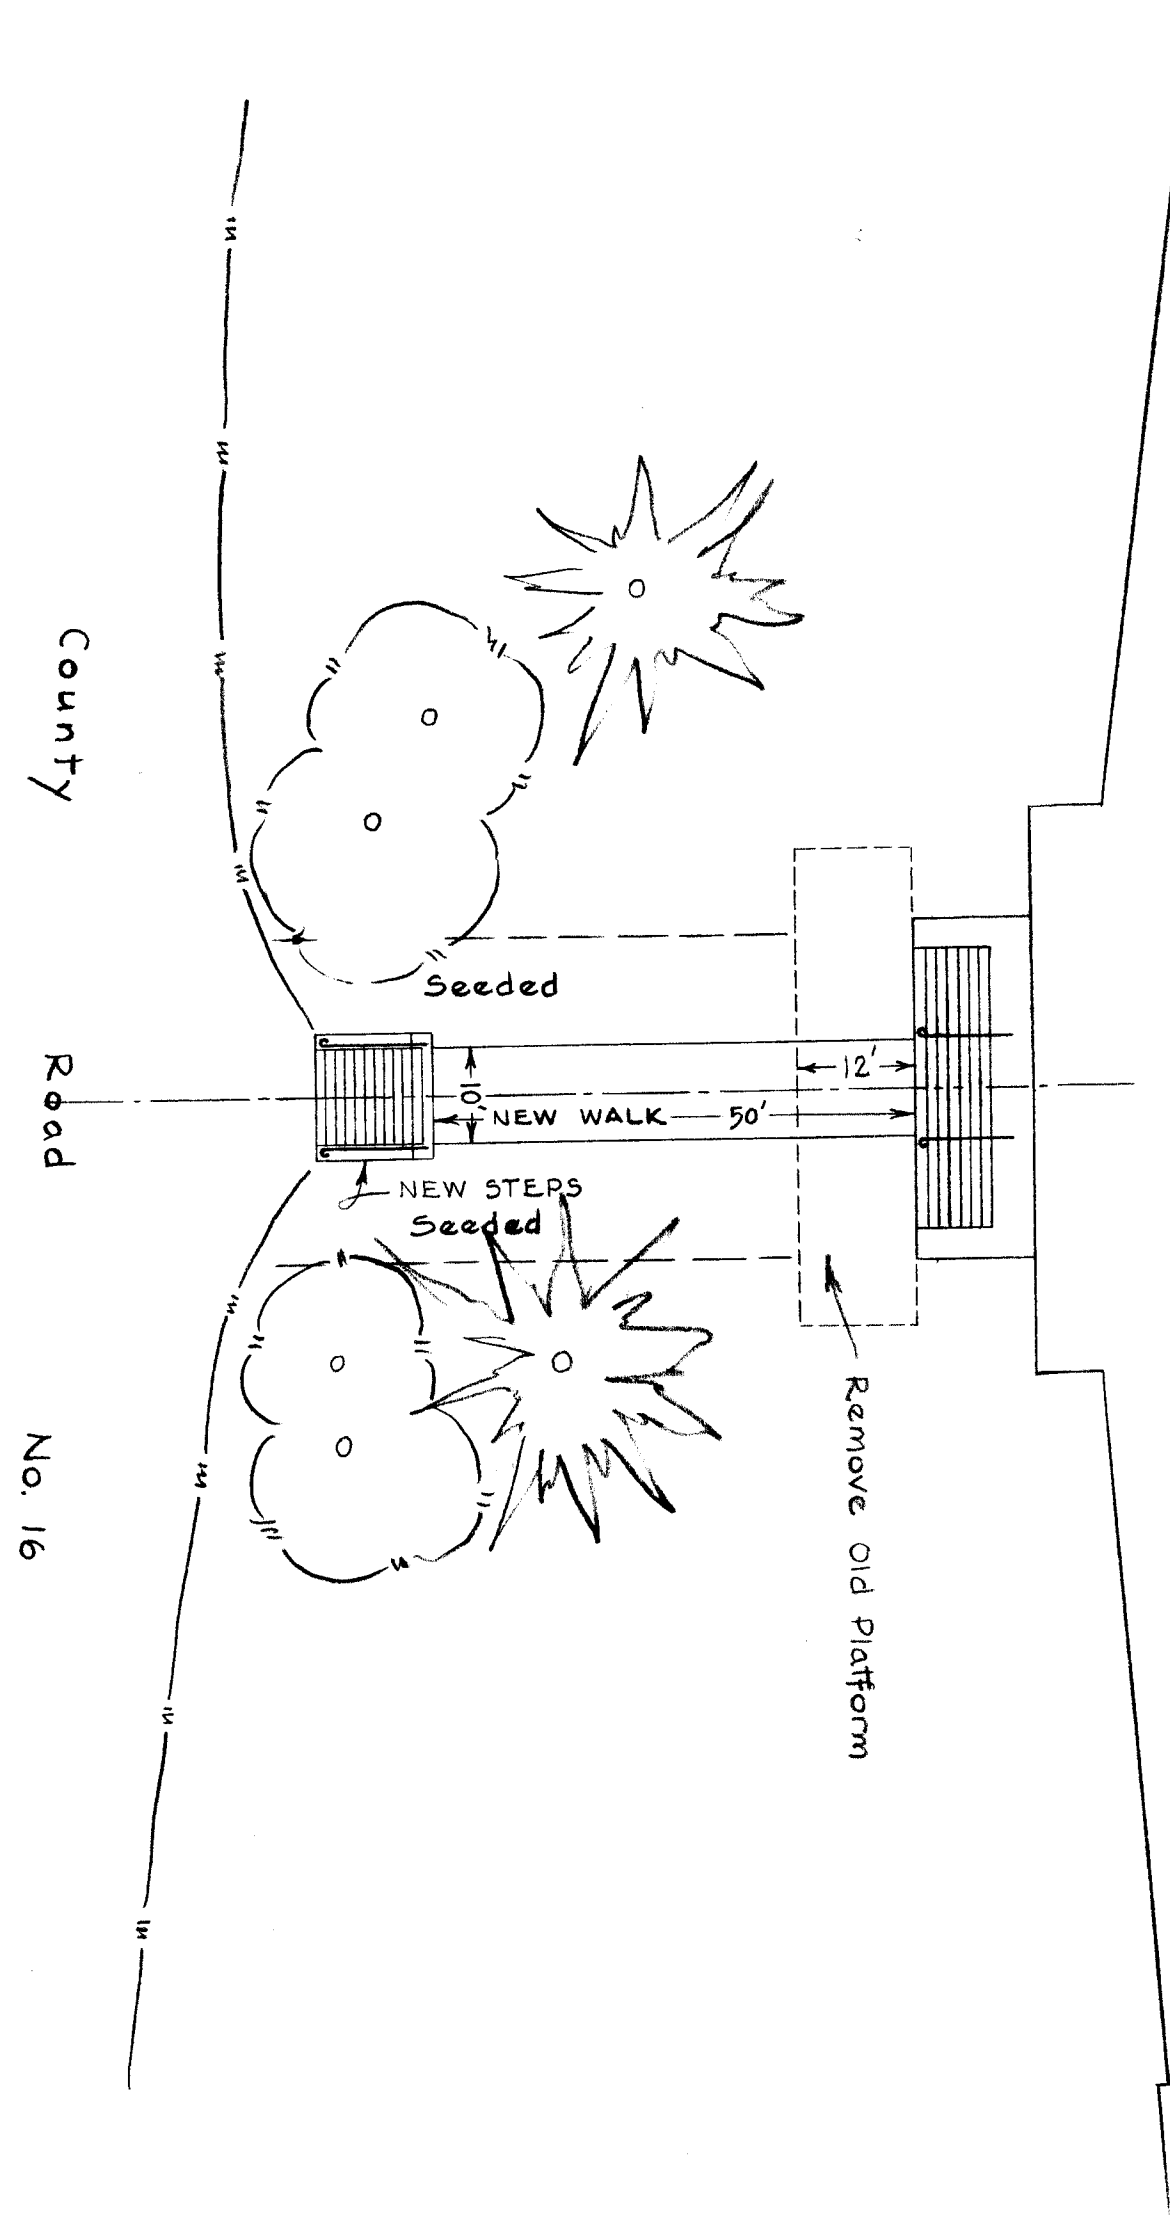 Seeded
12'
10'
NEW WALK 50'
NEW STEPS
Seeded
Remove Old Platform
County Road No. 16